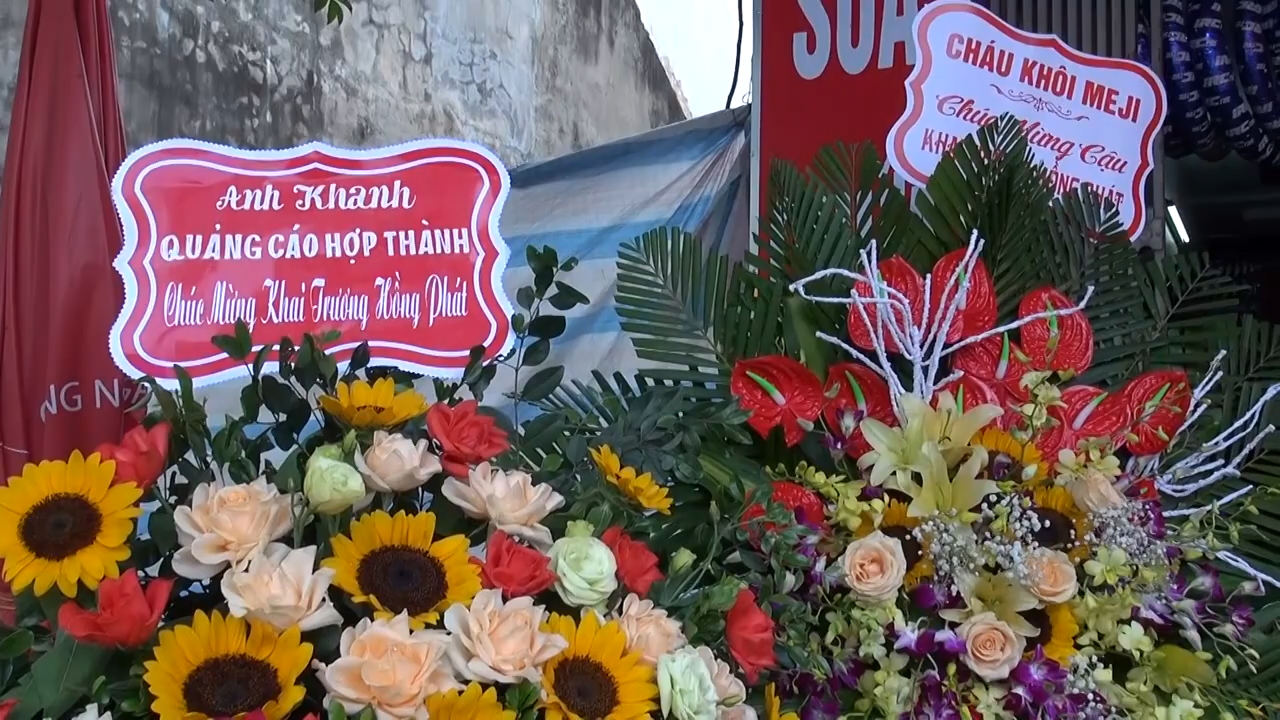 Anh Khanh
QUẢNG CÁO HỢP THÀNH
Chúc Mừng Khai Trương Hồng Phát
CHÁU KHÔI MEJI
Chúc Mừng Cậu
PHÁT
SỬA